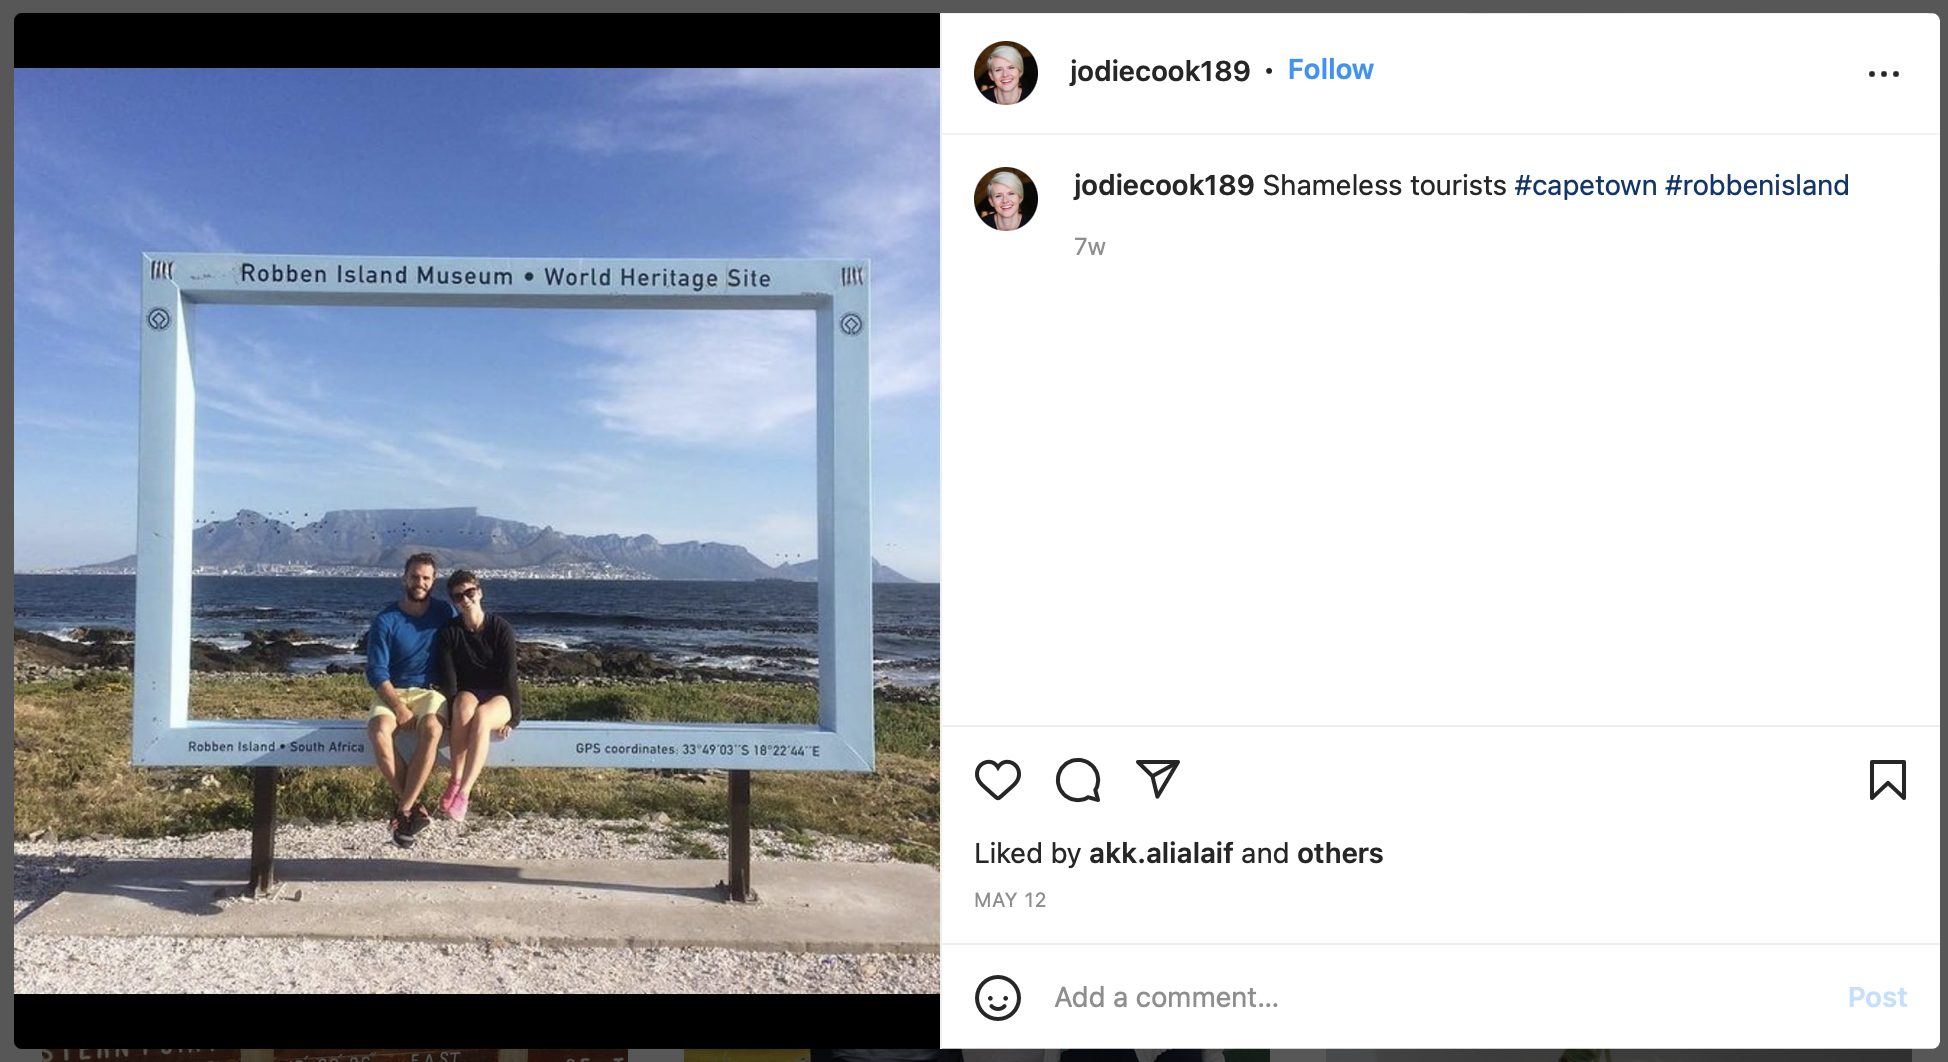 Robben Island Museum • World Heritage Site
Robben Island • South Africa
GPS coordinates: 33°49'03"S 18°22'44"E
jodiecook189 • Follow
jodiecook189 Shameless tourists #capetown #robbenisland
7w
Liked by akk.alialaif and others
MAY 12
Add a comment...
Post
EAST